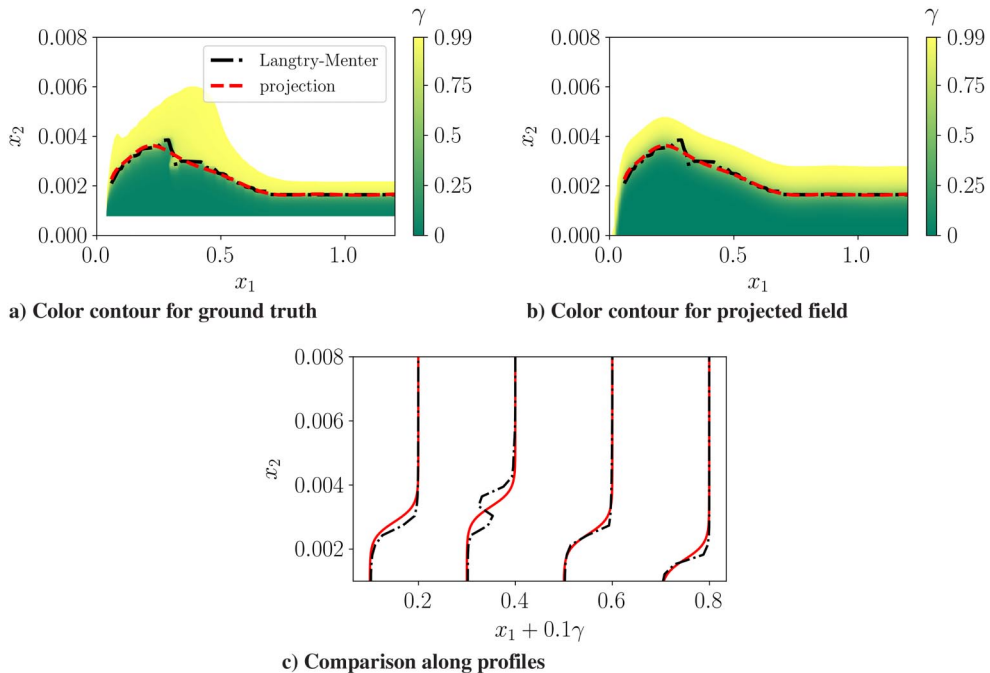 γ
γ
0.008
0.006
0.004
0.002
0.000
x₂
0.0
0.5
1.0
x₁
Langtry-Menter
projection
0.99
0.75
0.5
0.25
0
0.008
0.006
0.004
0.002
0.000
x₂
0.0
0.5
1.0
x₁
0.99
0.75
0.5
0.25
0
a) Color contour for ground truth
b) Color contour for projected field
0.008
0.006
0.004
0.002
x₂
0.2
0.4
0.6
0.8
x₁ + 0.1γ
c) Comparison along profiles